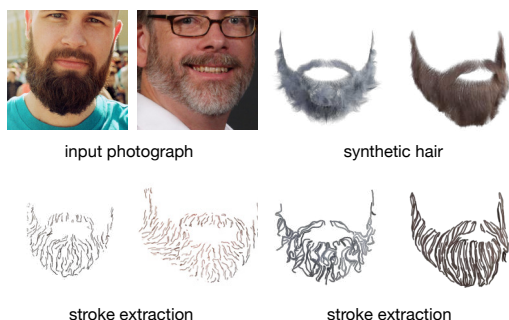 input photograph
synthetic hair
stroke extraction
stroke extraction